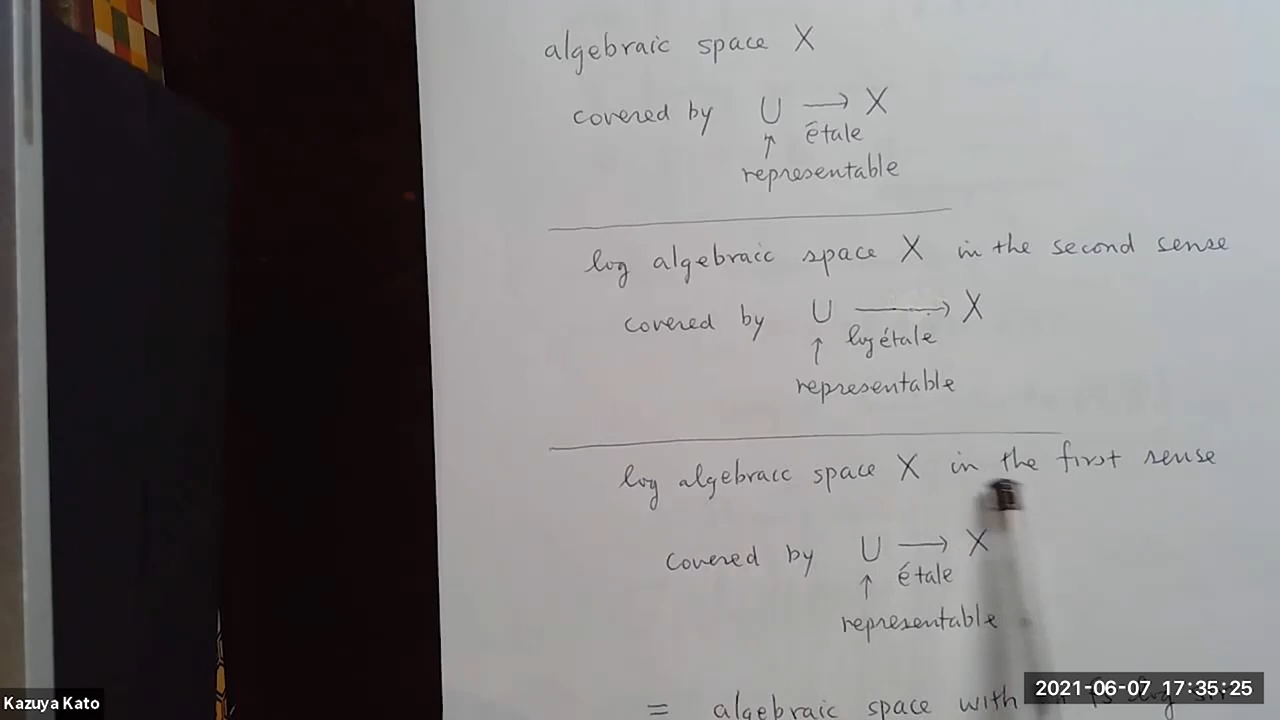 algebraic space X
covered by U → X
étale
↑
representable
log algebraic space X in the second sense
covered by U → X
log étale
↑
representable
log algebraic space X in the first sense
covered by U → X
étale
↑
representable
= algebraic space with
2021-06-07 17:35:25
Kazuya Kato